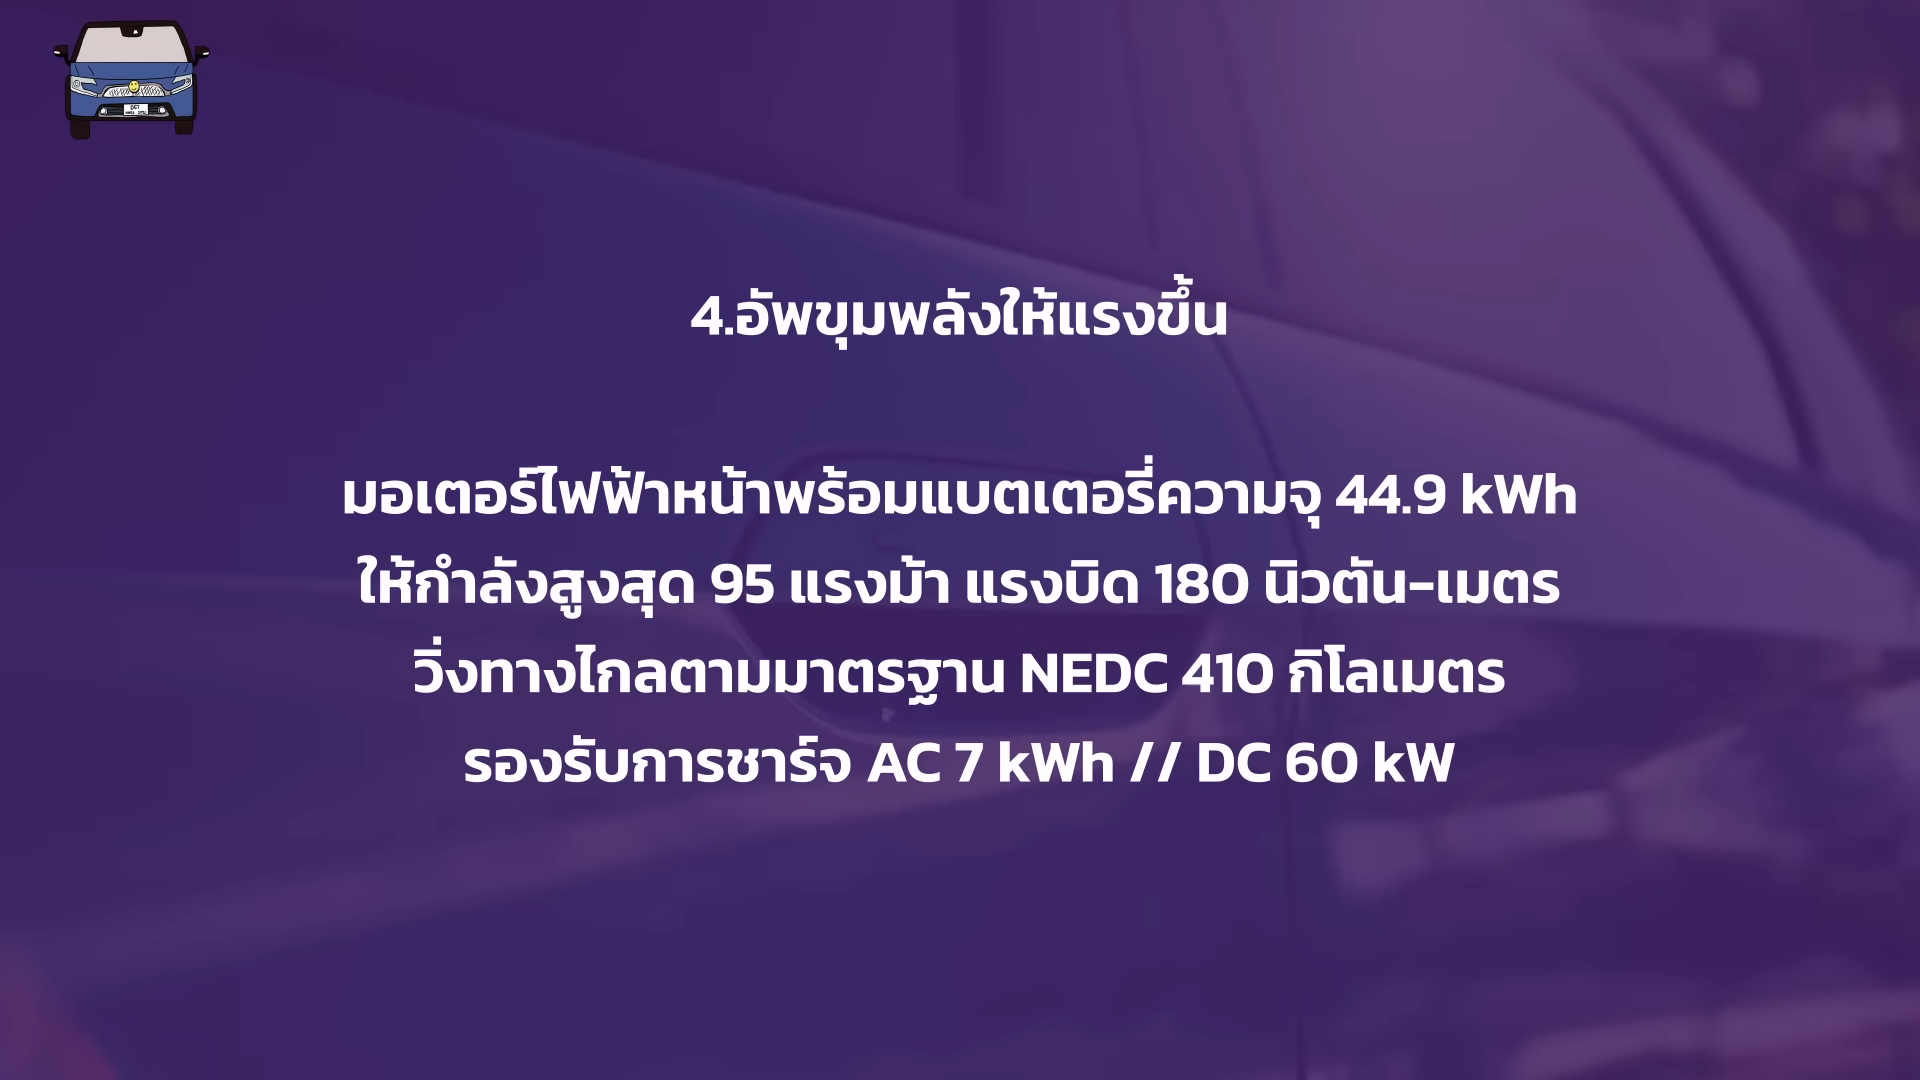 4.อัพขุมพลังให้แรงขึ้น
มอเตอร์ไฟฟ้าหน้าพร้อมแบตเตอรี่ความจุ 44.9 kWh
ให้กำลังสูงสุด 95 แรงม้า แรงบิด 180 นิวตัน-เมตร
วิ่งทางไกลตามมาตรฐาน NEDC 410 กิโลเมตร
รองรับการชาร์จ AC 7 kWh // DC 60 kW